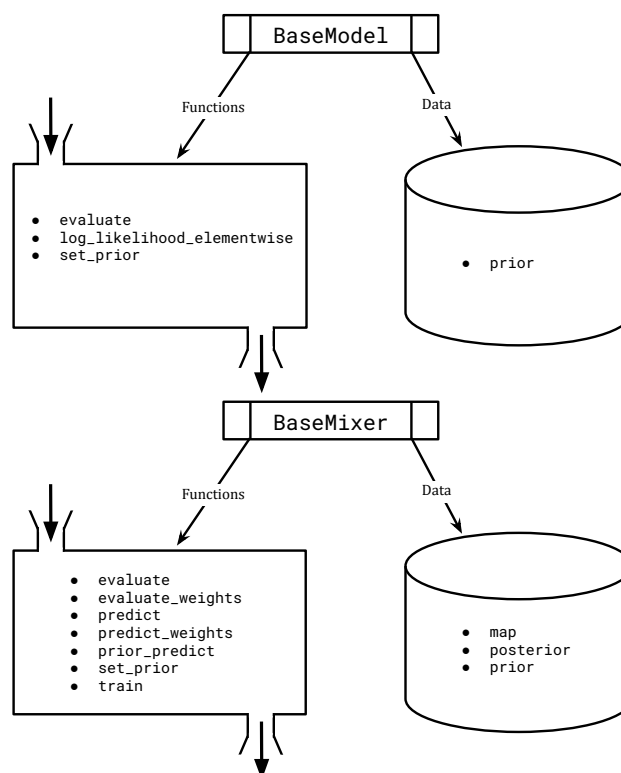 BaseModel
Functions
Data
● evaluate
● log_likelihood_elementwise
● set_prior
● prior
BaseMixer
Functions
Data
● evaluate
● evaluate_weights
● predict
● predict_weights
● prior_predict
● set_prior
● train
● map
● posterior
● prior